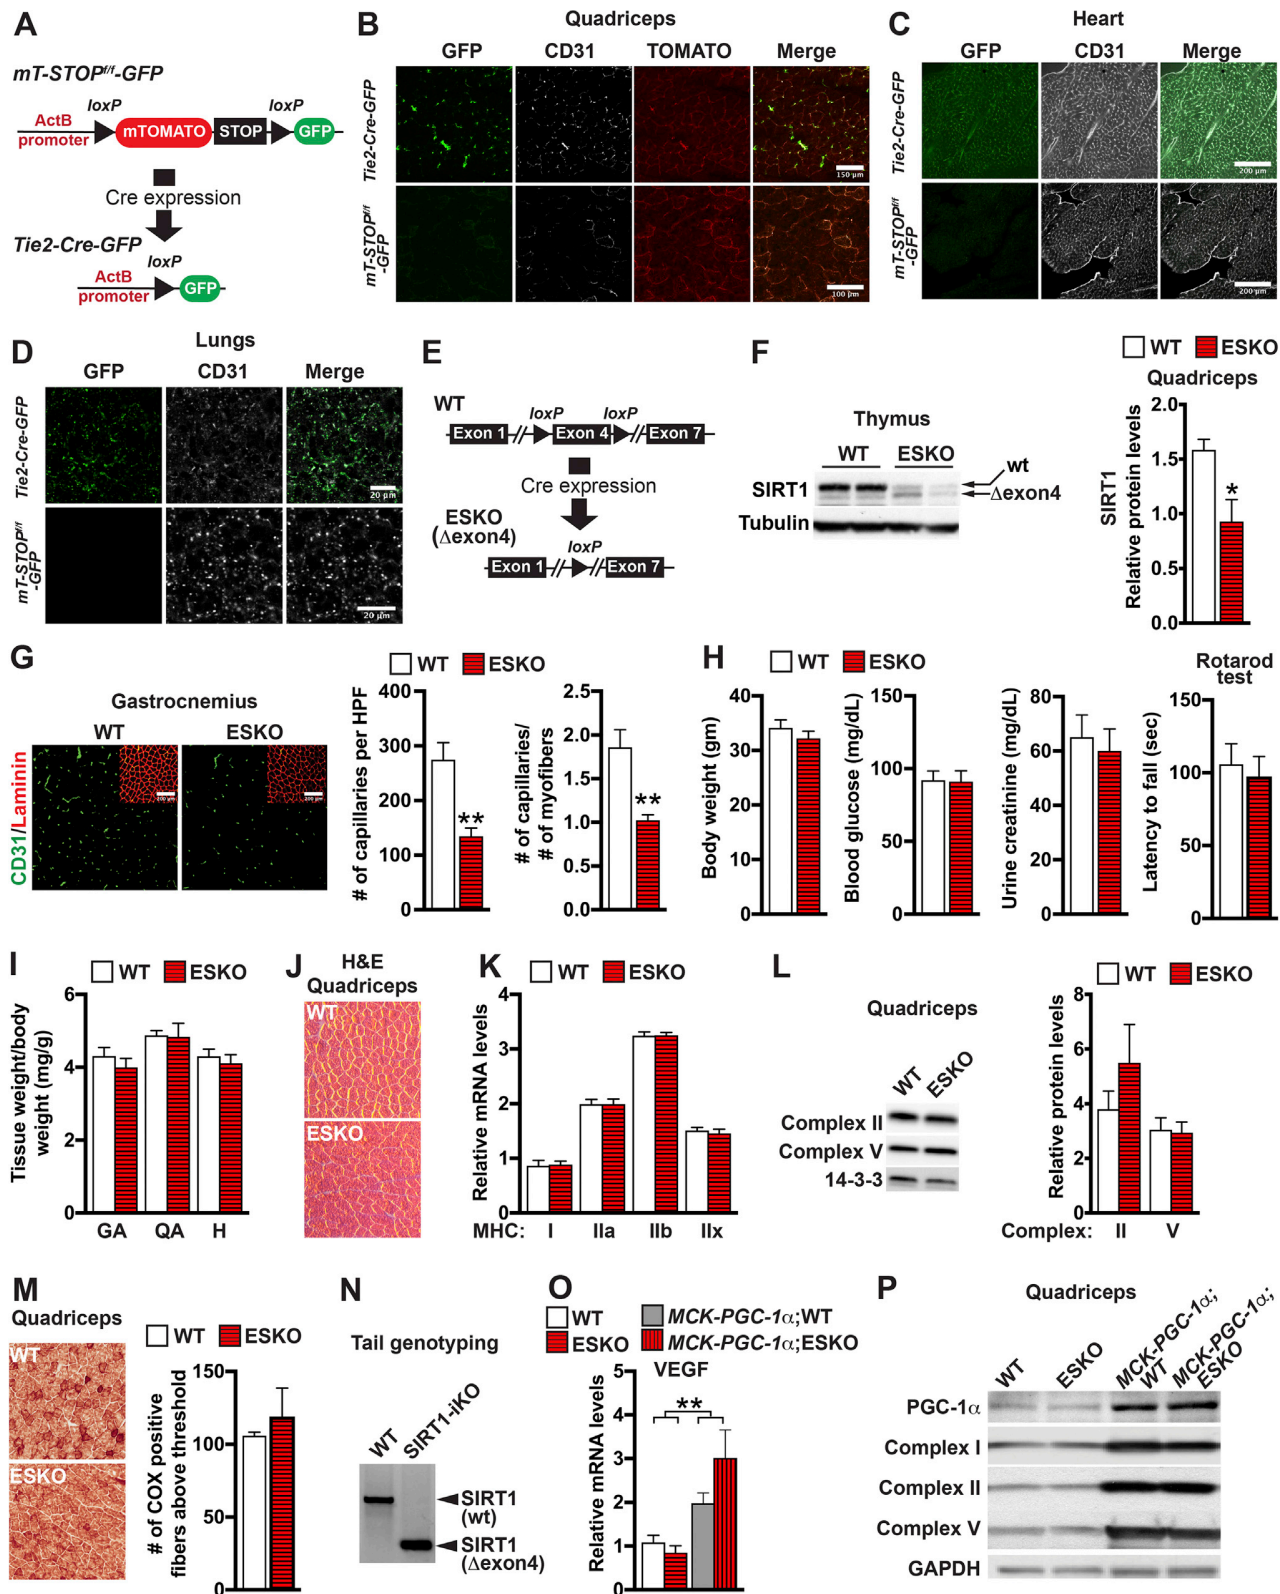 A
mT-STOPf/f-GFP
loxP loxP
ActB promoter mTOMATO STOP GFP
Cre expression
Tie2-Cre-GFP
loxP
ActB promoter GFP
B
Quadriceps
GFP CD31 TOMATO Merge
Tie2-Cre-GFP
150 µm
mT-STOPf/f -GFP
100 µm
C
Heart
GFP CD31 Merge
Tie2-Cre-GFP
200 µm
mT-STOPf/f -GFP
200 µm
D
Lungs
GFP CD31 Merge
Tie2-Cre-GFP
20 µm
mT-STOPf/f -GFP
20 µm
E
WT
loxP loxP
Exon 1 Exon 4 Exon 7
Cre expression
ESKO
(Δexon4)
loxP
Exon 1 Exon 7
F
Thymus
WT ESKO
SIRT1
wt
Δexon4
Tubulin
WT ESKO
Quadriceps
SIRT1
Relative protein levels
2.0
1.5
1.0
0.5
0.0
*
G
Gastrocnemius
WT ESKO
CD31/Laminin
200 µm 200 µm
WT ESKO
# of capillaries per HPF
400
300
200
100
0
**
# of capillaries/
# of myofibers
2.5
2.0
1.5
1.0
0.5
0.0
**
H
WT ESKO
Body weight (gm)
40
30
20
10
0
Blood glucose (mg/dL)
150
100
50
0
Urine creatinine (mg/dL)
80
60
40
20
0
Rotarod
test
Latency to fall (sec)
150
100
50
0
I
WT ESKO
Tissue weight/body
weight (mg/g)
6
4
2
0
GA QA H
J
H&E
Quadriceps
WT
ESKO
K
WT ESKO
Relative mRNA levels
4
3
2
1
0
MHC: I IIa IIb IIx
L
Quadriceps
WT ESKO
Complex II
Complex V
14-3-3
WT ESKO
Relative protein levels
8
6
4
2
0
Complex: II V
M
Quadriceps
WT
ESKO
WT
ESKO
# of COX positive
fibers above threshold
150
100
50
0
N
Tail genotyping
WT SIRT1-iKO
SIRT1
(wt)
SIRT1
(Δexon4)
O
WT MCK-PGC-1α;WT
ESKO MCK-PGC-1α;ESKO
VEGF
Relative mRNA levels
5
4
3
2
1
0
**
P
Quadriceps
WT
ESKO
MCK-PGC-1α;
WT
MCK-PGC-1α;
ESKO
PGC-1α
Complex I
Complex II
Complex V
GAPDH